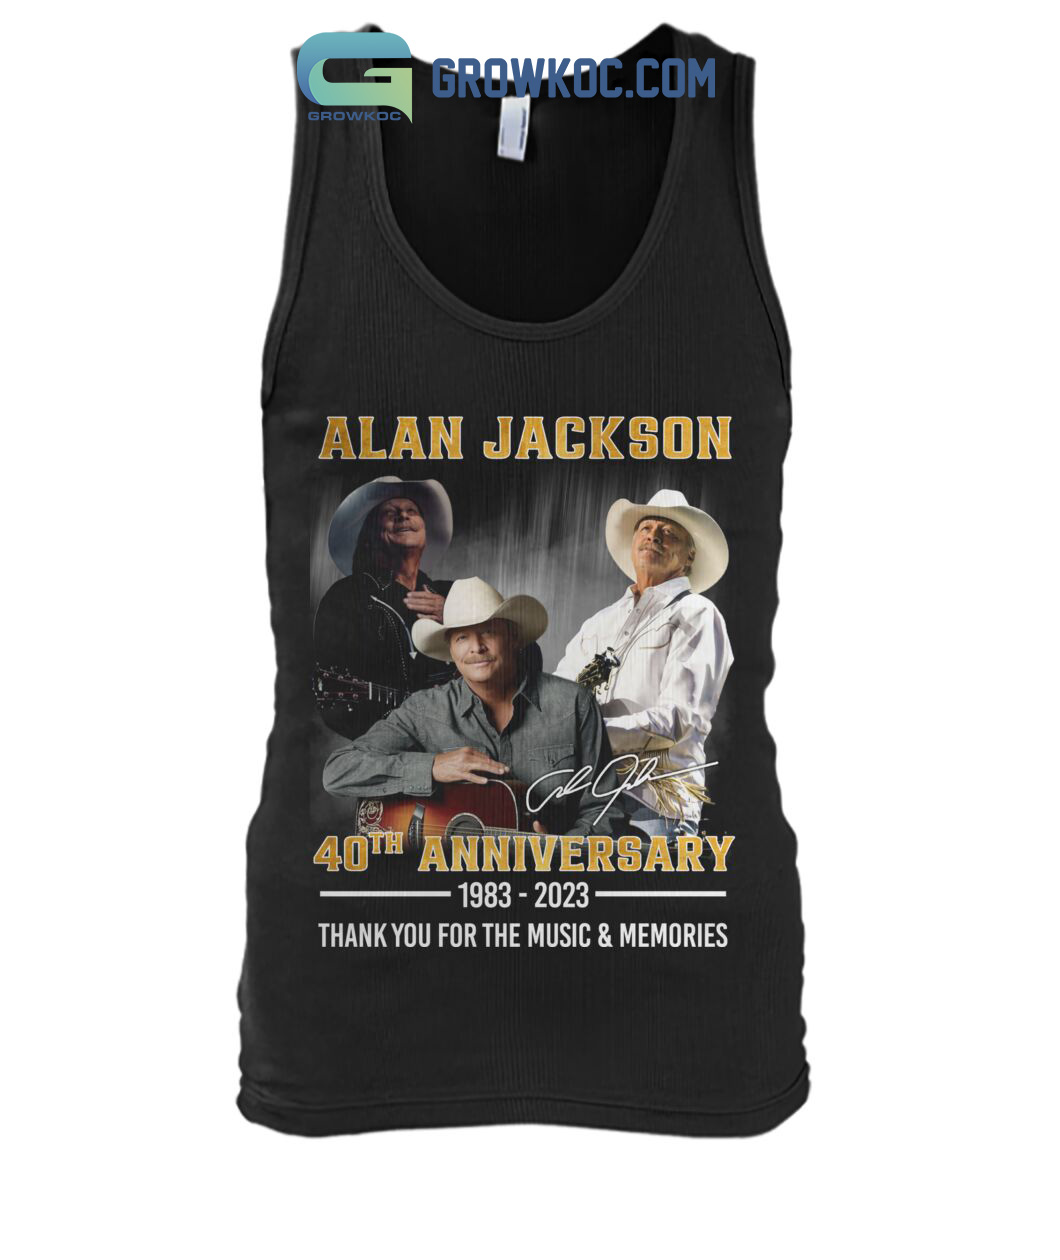 GROWKOC.COM
GROWKOC
ALAN JACKSON
40TH ANNIVERSARY
1983 - 2023
THANK YOU FOR THE MUSIC & MEMORIES